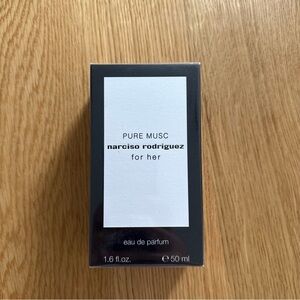 PURE MUSC
narciso rodriguez
for her
eau de parfum
1.6 fl.oz. ℮ 50 ml